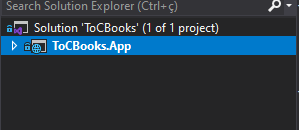 Search Solution Explorer (Ctrl+ç)
Solution 'ToCBooks' (1 of 1 project)
ToCBooks.App